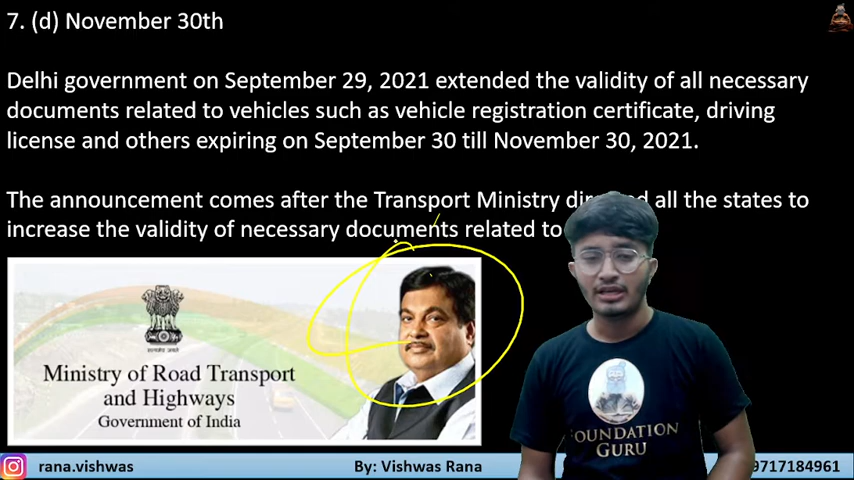 7. (d) November 30th
Delhi government on September 29, 2021 extended the validity of all necessary
documents related to vehicles such as vehicle registration certificate, driving
license and others expiring on September 30 till November 30, 2021.
The announcement comes after the Transport Ministry all the states to
increase the validity of necessary documents related to
Ministry of Road Transport
and Highways
Government of India
FOUNDATION
GURU
rana.vishwas
By: Vishwas Rana
9717184961